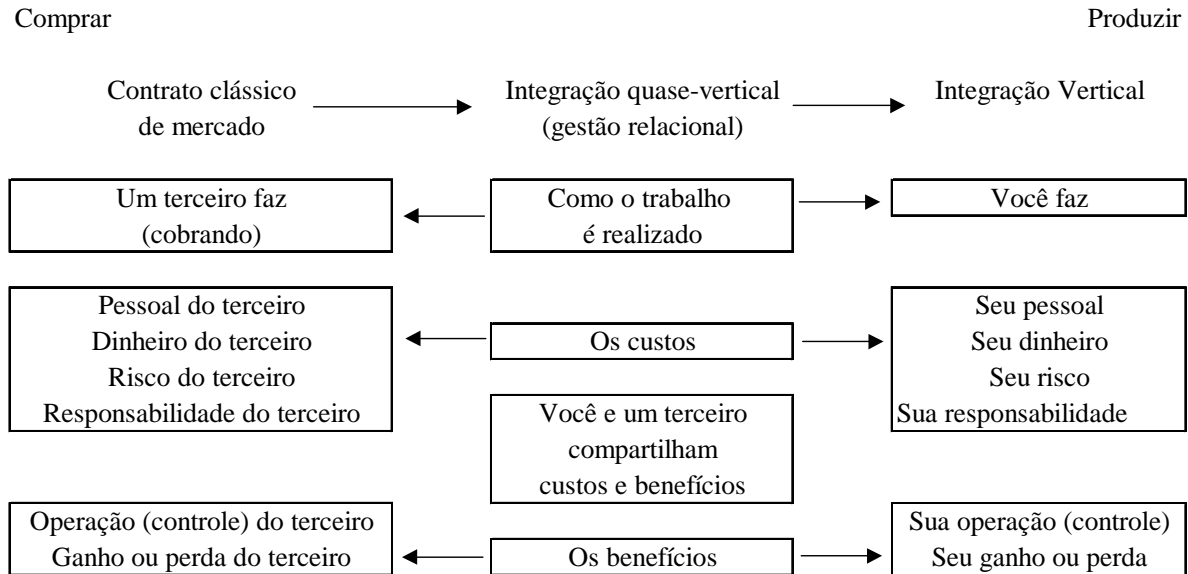 Comprar
Produzir
Contrato clássico
de mercado
Integração quase-vertical
(gestão relacional)
Integração Vertical
Um terceiro faz
(cobrando)
Como o trabalho
é realizado
Você faz
Pessoal do terceiro
Dinheiro do terceiro
Risco do terceiro
Responsabilidade do terceiro
Os custos
Seu pessoal
Seu dinheiro
Seu risco
Sua responsabilidade
Você e um terceiro
compartilham
custos e benefícios
Operação (controle) do terceiro
Ganho ou perda do terceiro
Os benefícios
Sua operação (controle)
Seu ganho ou perda